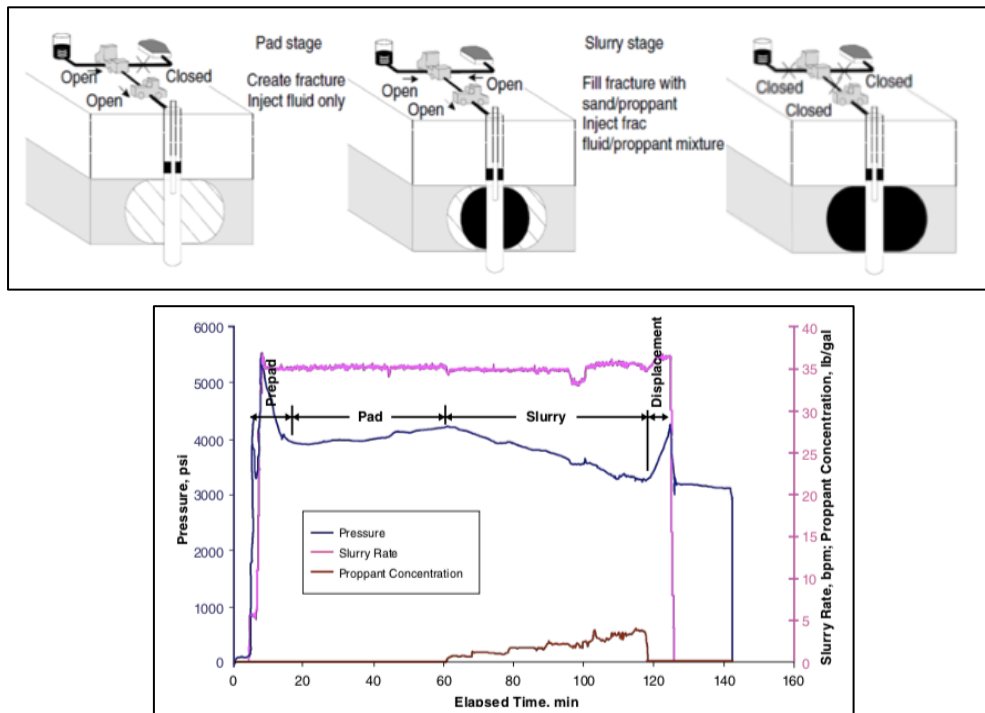 Pad stage
Create fracture
Inject fluid only
Open
Closed
Open
Slurry stage
Fill fracture with
sand/proppant
Inject frac
fluid/proppant mixture
Open
Open
Open
Closed
Closed
Closed
6000
5000
4000
3000
2000
1000
0
Pressure, psi
Prepad
Pad
Slurry
Displacement
Pressure
Slurry Rate
Proppant Concentration
40
35
30
25
20
15
10
5
0
Slurry Rate, bpm; Proppant Concentration, lb/gal
0
20
40
60
80
100
120
140
160
Elapsed Time, min